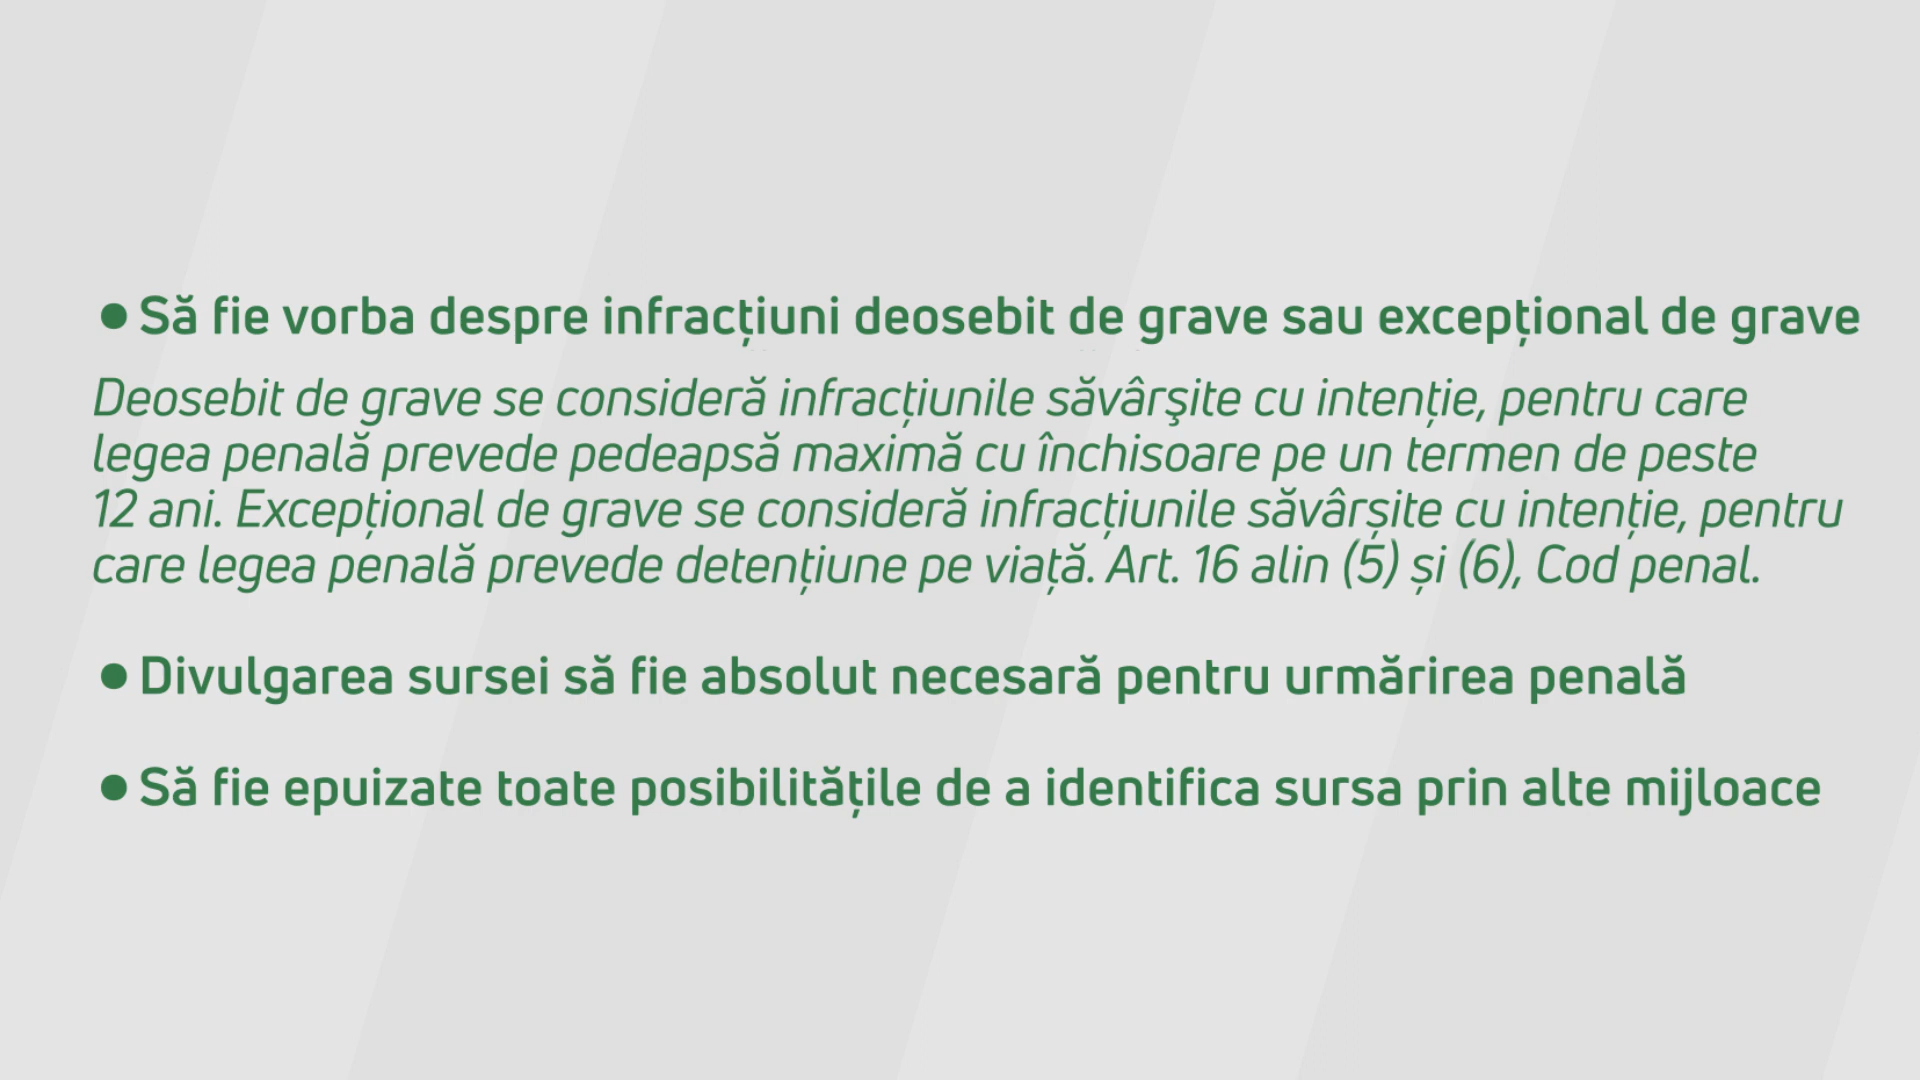 • Să fie vorba despre infracțiuni deosebit de grave sau excepțional de grave
Deosebit de grave se consideră infracțiunile săvârşite cu intenție, pentru care
legea penală prevede pedeapsă maximă cu închisoare pe un termen de peste
12 ani. Excepțional de grave se consideră infracțiunile săvârșite cu intenție, pentru
care legea penală prevede detențiune pe viață. Art. 16 alin (5) și (6), Cod penal.
• Divulgarea sursei să fie absolut necesară pentru urmărirea penală
• Să fie epuizate toate posibilitățile de a identifica sursa prin alte mijloace